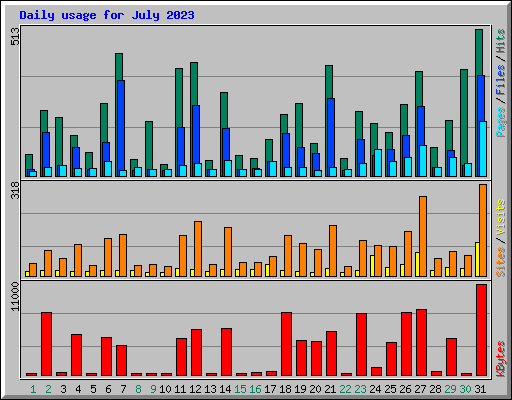 Daily usage for July 2023
513
Pages / Files / Hits
318
Sites / Visits
11000
KBytes
1 2 3 4 5 6 7 8 9 10 11 12 13 14 15 16 17 18 19 20 21 22 23 24 25 26 27 28 29 30 31